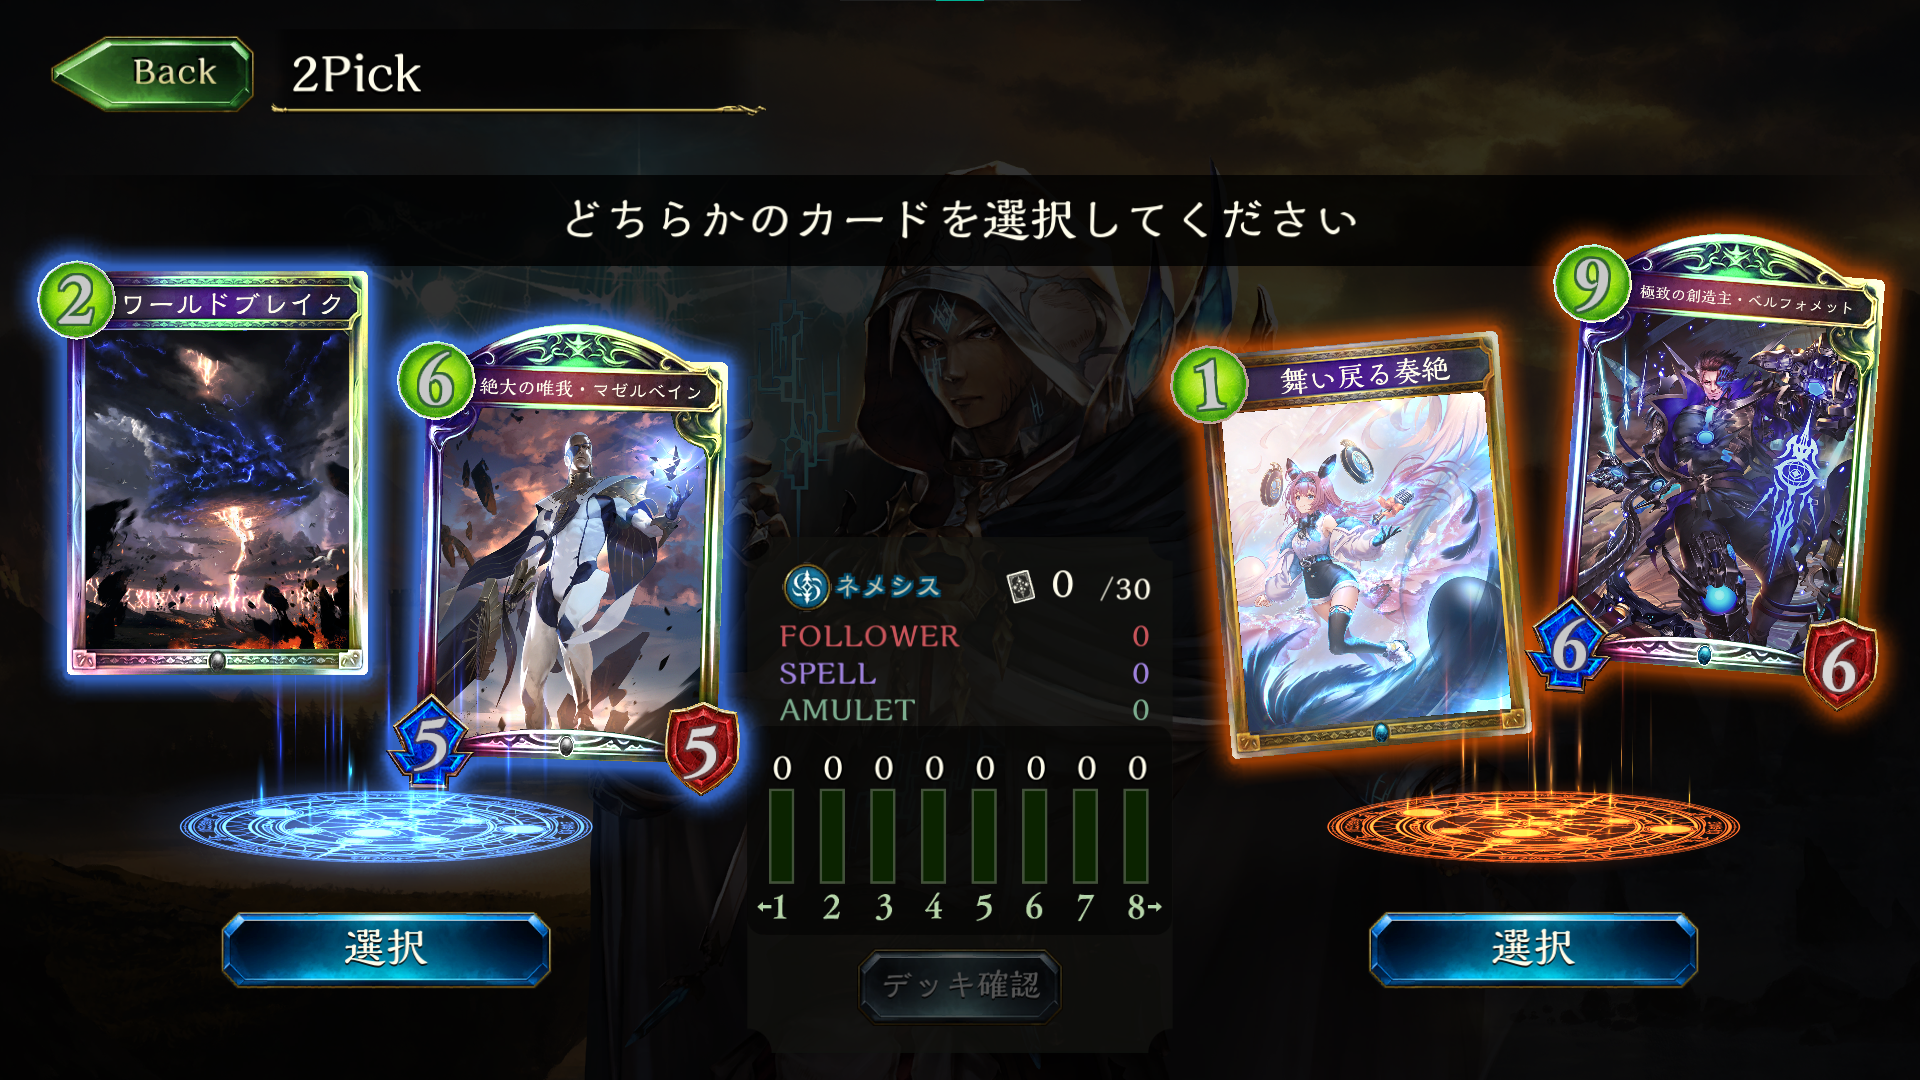 Back
2Pick
どちらかのカードを選択してください
2 ワールドブレイク
6 絶大の唯我・マゼルベイン
5 5
1 舞い戻る奏絶
9 極致の創造主・ベルフォメット
6 6
ネメシス 0 /30
FOLLOWER 0
SPELL 0
AMULET 0
0 0 0 0 0 0 0 0
←1 2 3 4 5 6 7 8→
選択
選択
デッキ確認